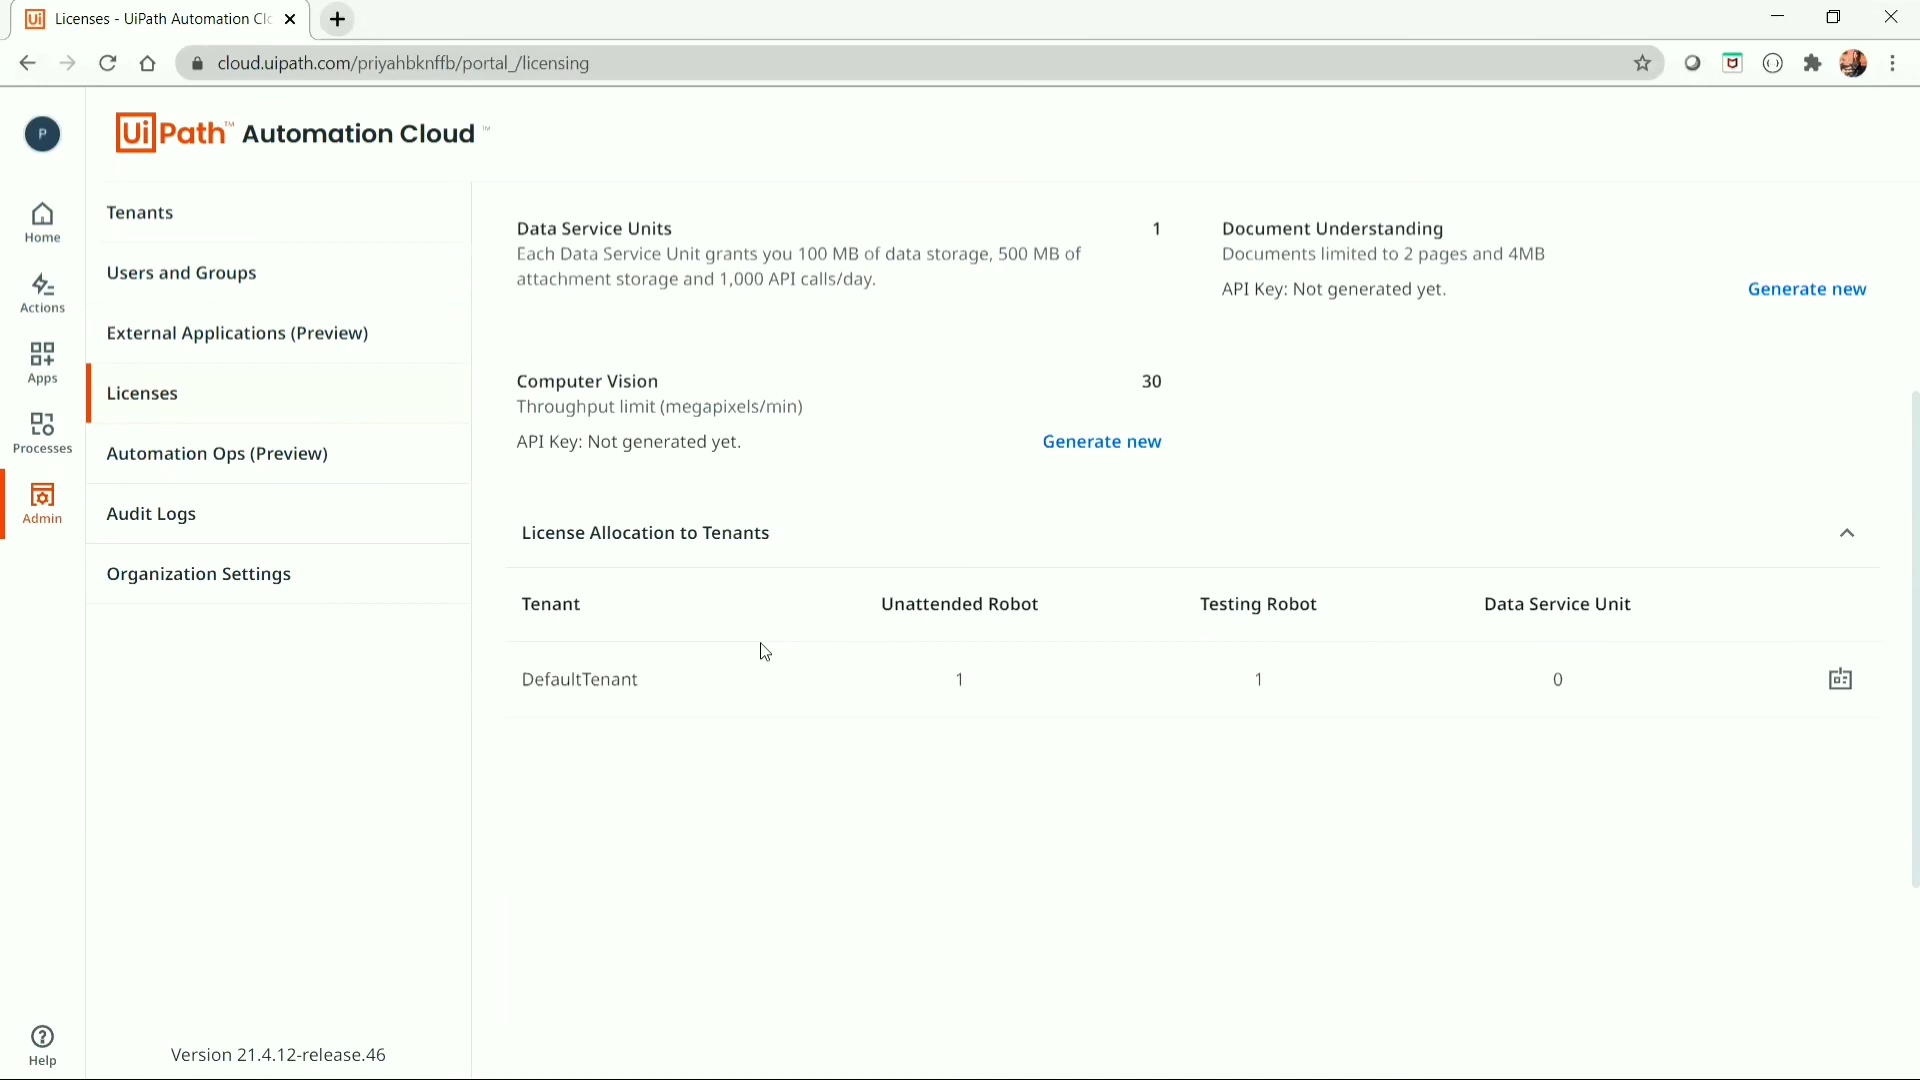 Licenses - UiPath Automation Clo
cloud.uipath.com/priyahbknffb/portal_/licensing
P
UiPath™ Automation Cloud ™
Home
Actions
Apps
Processes
Admin
Help
Tenants
Users and Groups
External Applications (Preview)
Licenses
Automation Ops (Preview)
Audit Logs
Organization Settings
Version 21.4.12-release.46
Data Service Units 1
Each Data Service Unit grants you 100 MB of data storage, 500 MB of
attachment storage and 1,000 API calls/day.
Document Understanding
Documents limited to 2 pages and 4MB
API Key: Not generated yet. Generate new
Computer Vision 30
Throughput limit (megapixels/min)
API Key: Not generated yet. Generate new
License Allocation to Tenants
Tenant Unattended Robot Testing Robot Data Service Unit
DefaultTenant 1 1 0